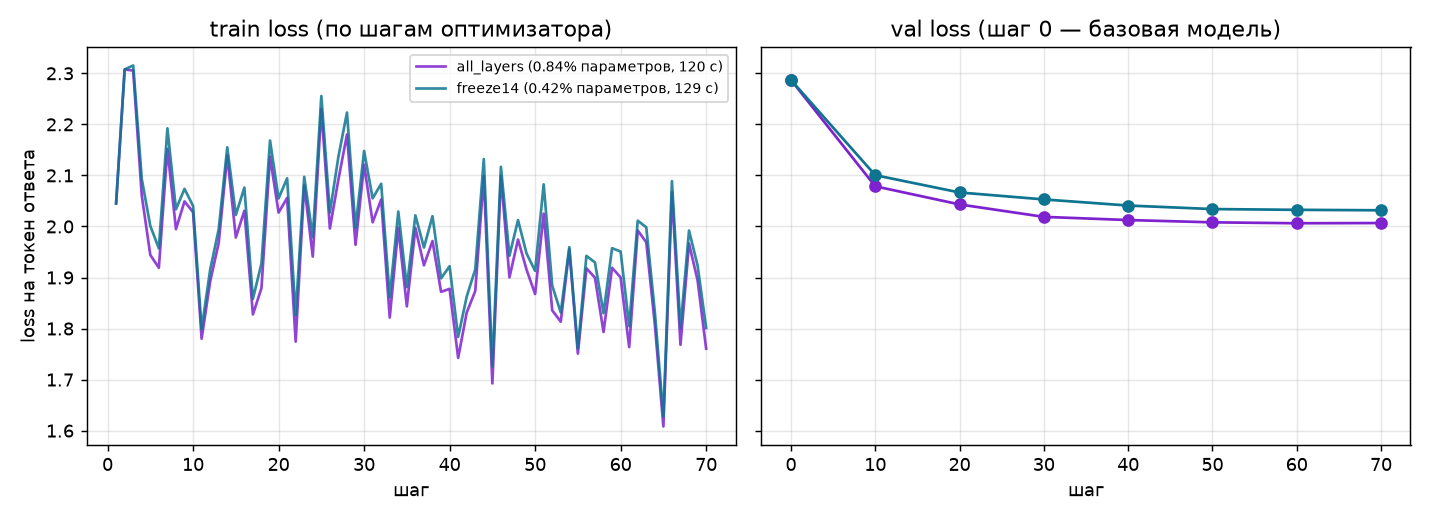 train loss (по шагам оптимизатора)
loss на токен ответа
2.3
2.2
2.1
2.0
1.9
1.8
1.7
1.6
all_layers (0.84% параметров, 120 с)
freeze14 (0.42% параметров, 129 с)
0 10 20 30 40 50 60 70
шаг
val loss (шаг 0 — базовая модель)
0 10 20 30 40 50 60 70
шаг